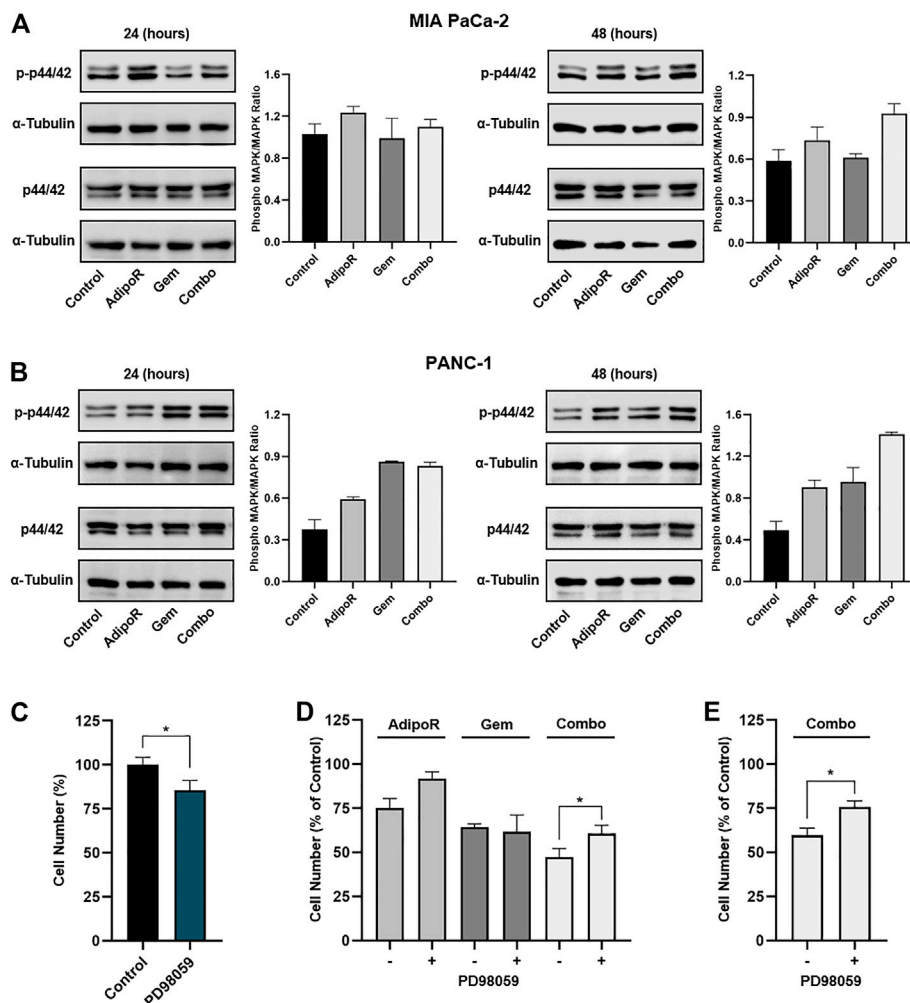 A
MIA PaCa-2
24 (hours)
p-p44/42
α-Tubulin
p44/42
α-Tubulin
Control
AdipoR
Gem
Combo
Phospho MAPK/MAPK Ratio
1.6
1.2
0.8
0.4
0.0
Control
AdipoR
Gem
Combo
48 (hours)
p-p44/42
α-Tubulin
p44/42
α-Tubulin
Control
AdipoR
Gem
Combo
Phospho MAPK/MAPK Ratio
1.2
0.9
0.6
0.3
0.0
Control
AdipoR
Gem
Combo
B
PANC-1
24 (hours)
p-p44/42
α-Tubulin
p44/42
α-Tubulin
Control
AdipoR
Gem
Combo
Phospho MAPK/MAPK Ratio
1.2
0.9
0.6
0.3
0.0
Control
AdipoR
Gem
Combo
48 (hours)
p-p44/42
α-Tubulin
p44/42
α-Tubulin
Control
AdipoR
Gem
Combo
Phospho MAPK/MAPK Ratio
1.6
1.2
0.8
0.4
0.0
Control
AdipoR
Gem
Combo
C
Cell Number (%)
125
100
75
50
25
0
*
Control
PD98059
D
Cell Number (% of Control)
125
100
75
50
25
0
AdipoR Gem Combo
*
- + - + - +
PD98059
E
Cell Number (% of Control)
125
100
75
50
25
0
Combo
*
- +
PD98059